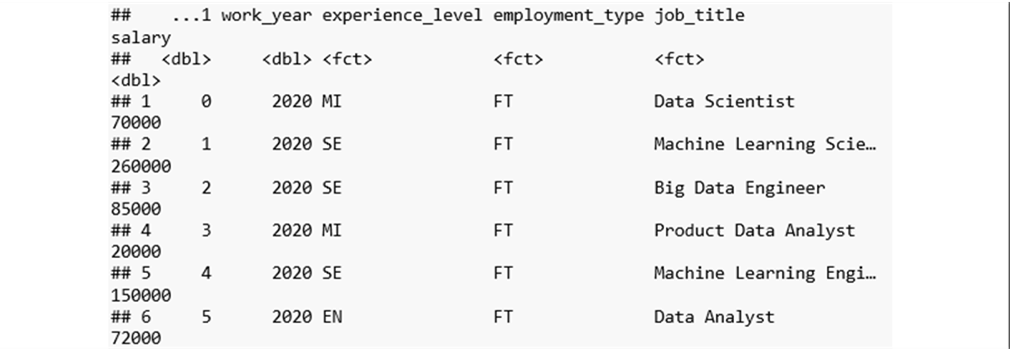 ##    ...1 work_year experience_level employment_type job_title
salary
##   <dbl>     <dbl> <fct>            <fct>           <fct>
<dbl>
## 1     0      2020 MI               FT              Data Scientist
70000
## 2     1      2020 SE               FT              Machine Learning Scie…
260000
## 3     2      2020 SE               FT              Big Data Engineer
85000
## 4     3      2020 MI               FT              Product Data Analyst
20000
## 5     4      2020 SE               FT              Machine Learning Engi…
150000
## 6     5      2020 EN               FT              Data Analyst
72000